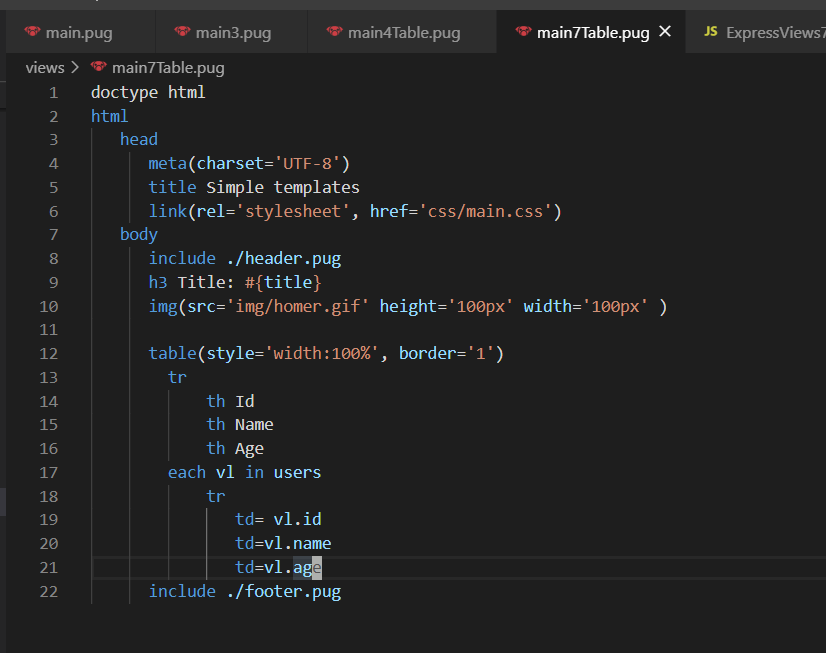 main.pug main3.pug main4Table.pug main7Table.pug JS ExpressViews7
views > main7Table.pug
1 doctype html
2 html
3 head
4 meta(charset='UTF-8')
5 title Simple templates
6 link(rel='stylesheet', href='css/main.css')
7 body
8 include ./header.pug
9 h3 Title: #{title}
10 img(src='img/homer.gif' height='100px' width='100px' )
11
12 table(style='width:100%', border='1')
13 tr
14 th Id
15 th Name
16 th Age
17 each vl in users
18 tr
19 td= vl.id
20 td=vl.name
21 td=vl.age
22 include ./footer.pug